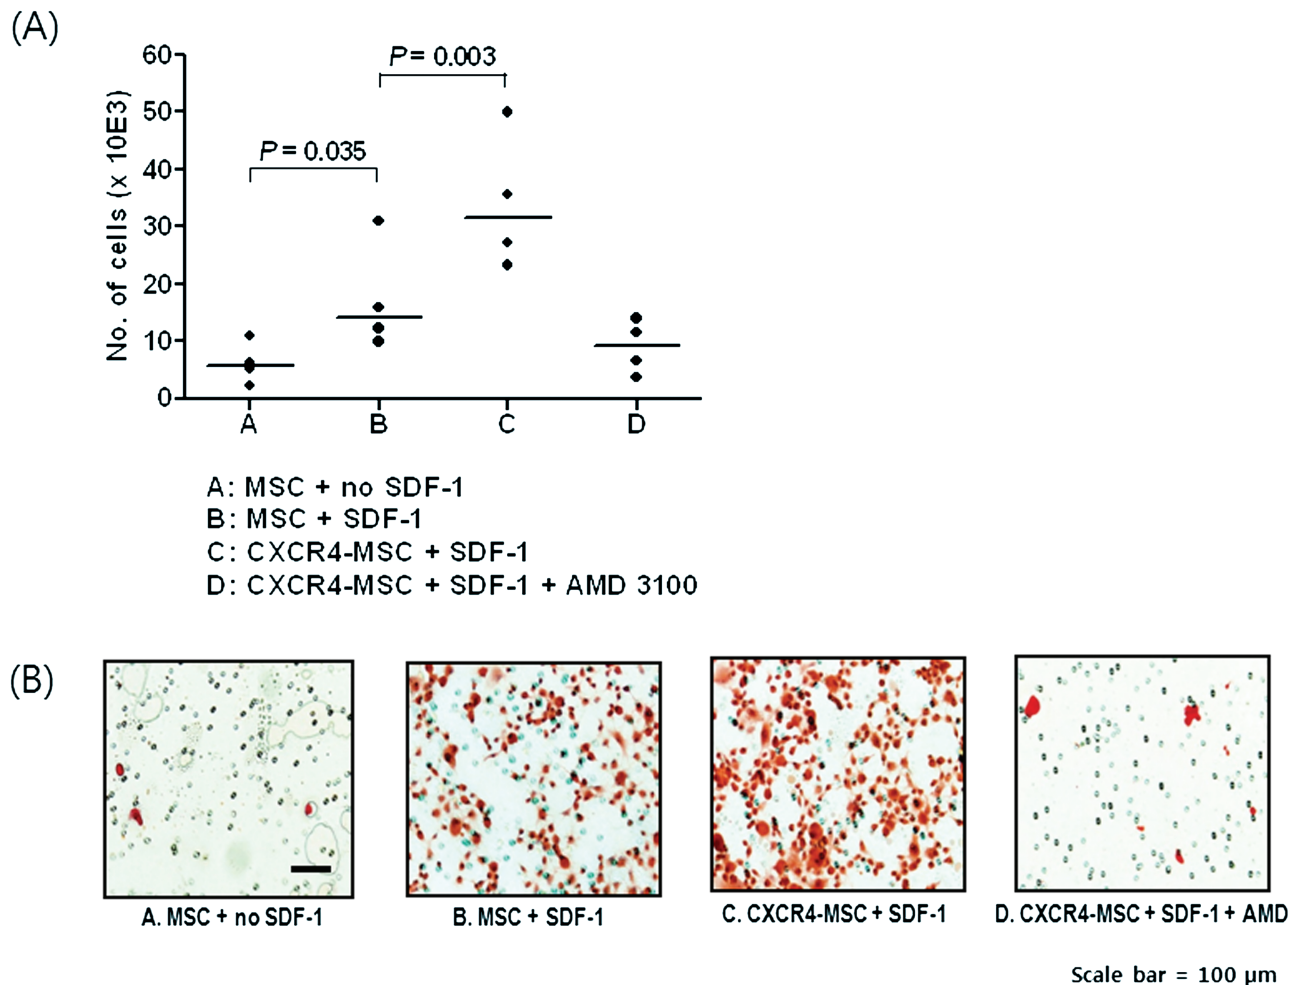 (A)
60
50
40
30
20
10
0
No. of cells (x 10E3)
P = 0.003
P = 0.035
A B C D
A: MSC + no SDF-1
B: MSC + SDF-1
C: CXCR4-MSC + SDF-1
D: CXCR4-MSC + SDF-1 + AMD 3100
(B)
A. MSC + no SDF-1
B. MSC + SDF-1
C. CXCR4-MSC + SDF-1
D. CXCR4-MSC + SDF-1 + AMD
Scale bar = 100 μm